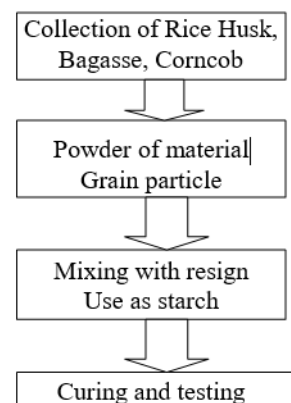 Collection of Rice Husk,
Bagasse, Corncob
Powder of material
Grain particle
Mixing with resign
Use as starch
Curing and testing